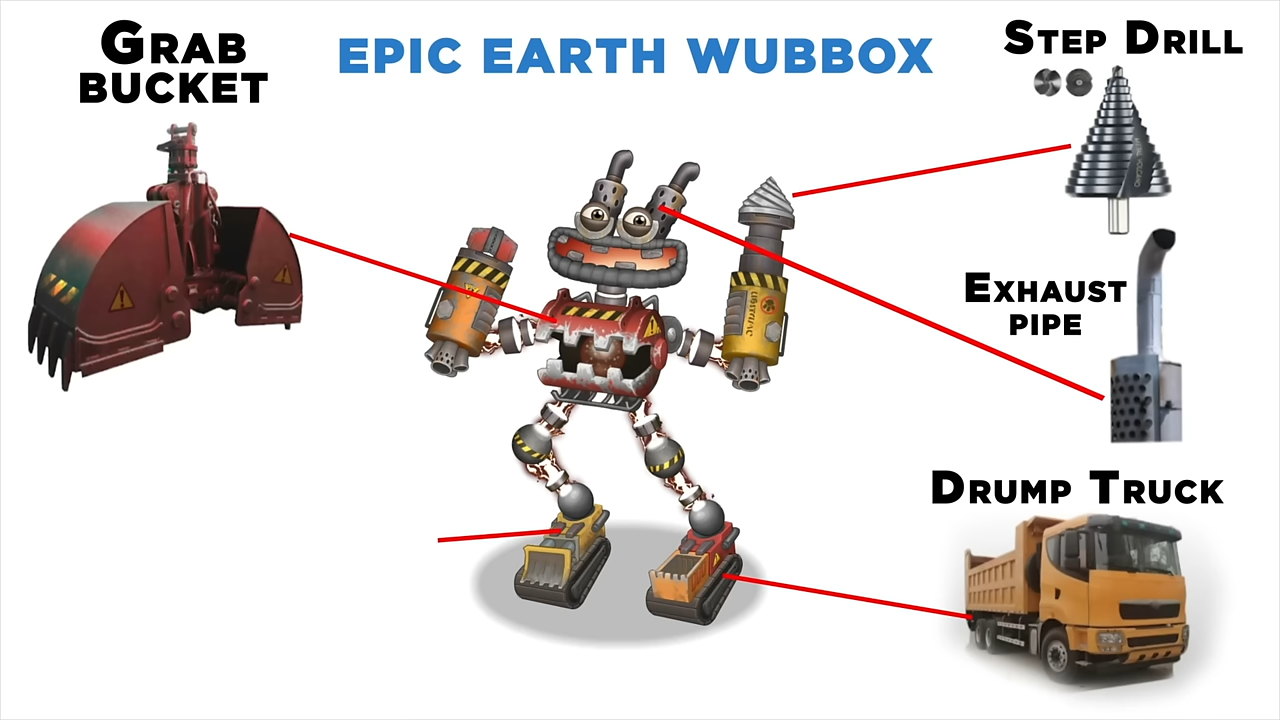 GRAB
BUCKET
EPIC EARTH WUBBOX
STEP DRILL
EXHAUST
PIPE
DRUMP TRUCK